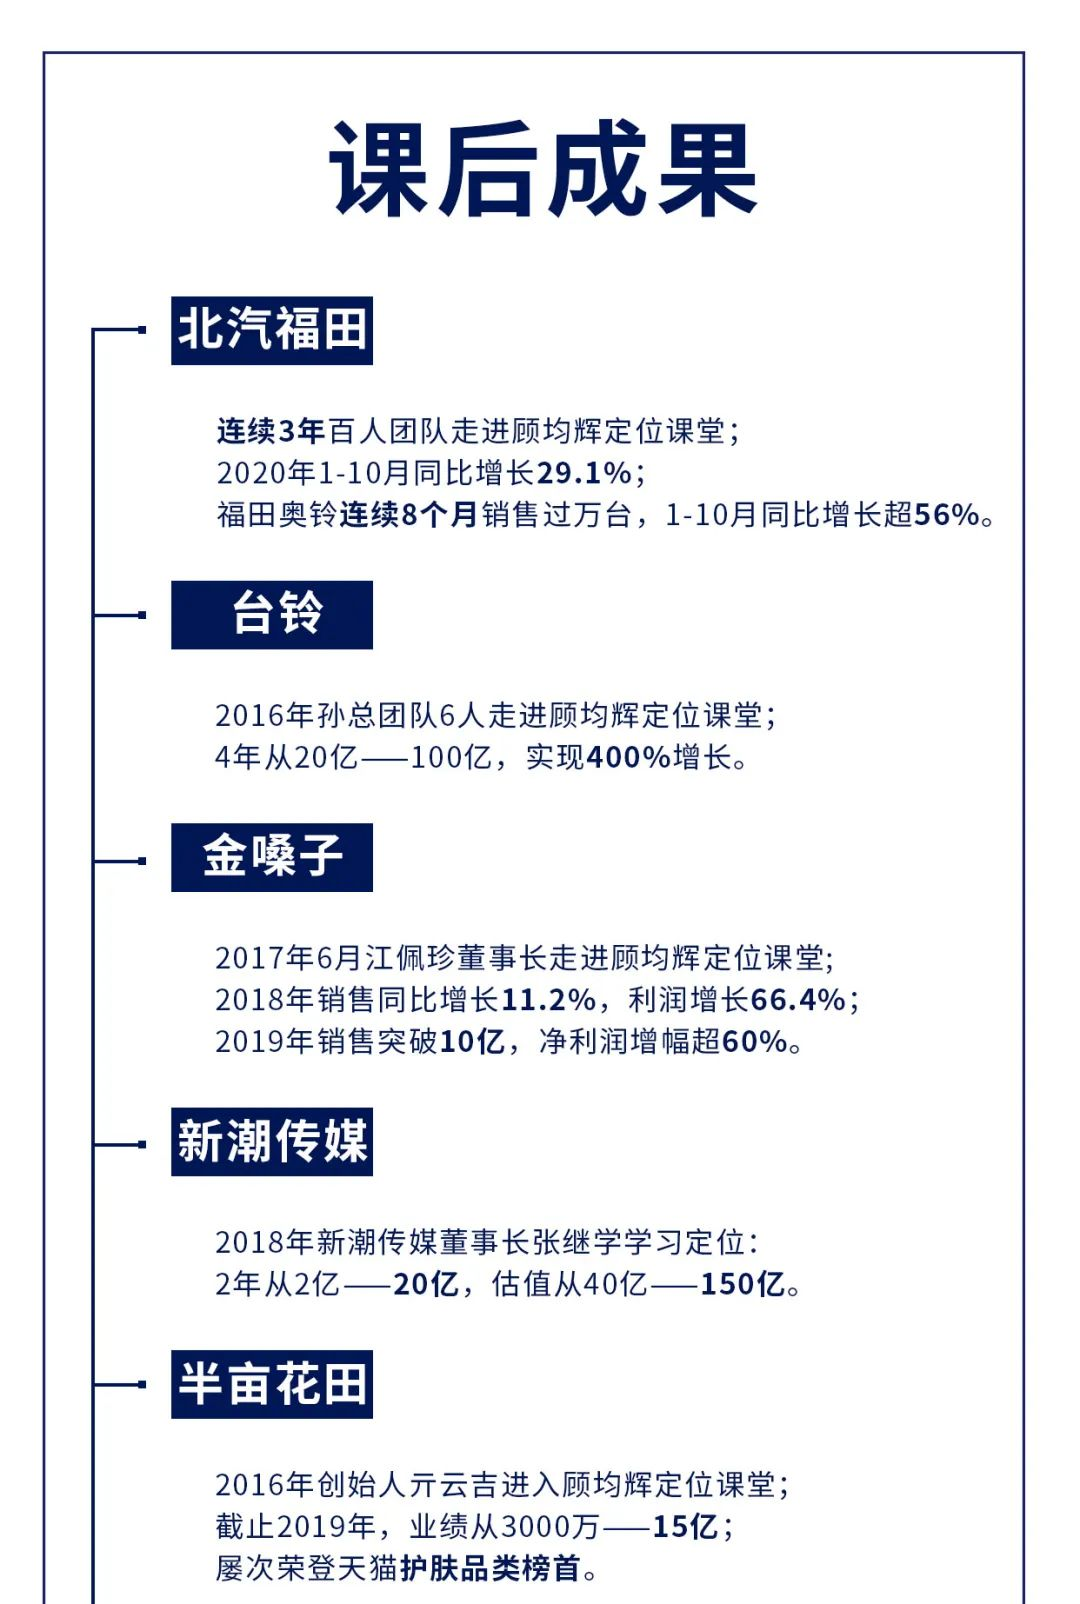 课后成果
北汽福田
连续3年百人团队走进顾均辉定位课堂；
2020年1-10月同比增长29.1%；
福田奥铃连续8个月销售过万台，1-10月同比增长超56%。
台铃
2016年孙总团队6人走进顾均辉定位课堂；
4年从20亿——100亿，实现400%增长。
金嗓子
2017年6月江佩珍董事长走进顾均辉定位课堂;
2018年销售同比增长11.2%，利润增长66.4%；
2019年销售突破10亿，净利润增幅超60%。
新潮传媒
2018年新潮传媒董事长张继学学习定位：
2年从2亿——20亿，估值从40亿——150亿。
半亩花田
2016年创始人亓云吉进入顾均辉定位课堂；
截止2019年，业绩从3000万——15亿；
屡次荣登天猫护肤品类榜首。